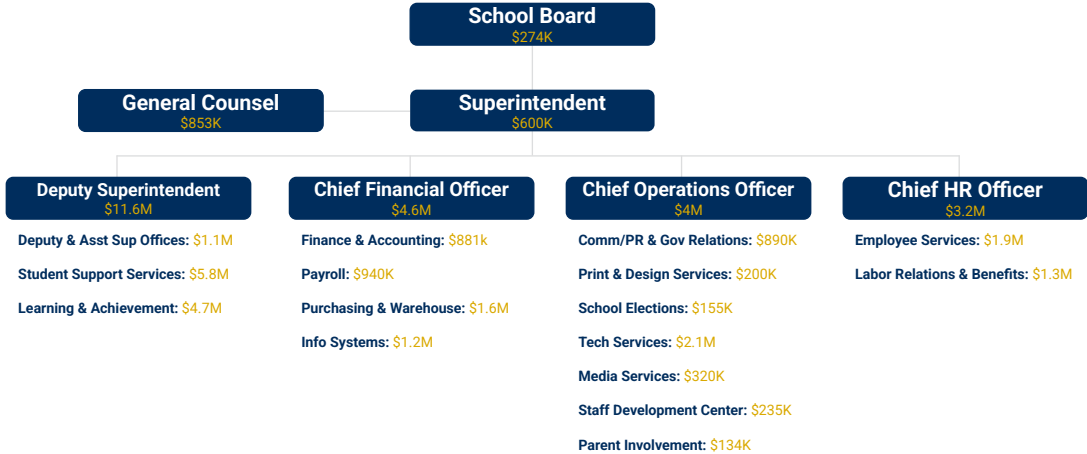 School Board
$274K
General Counsel
$853K
Superintendent
$600K
Deputy Superintendent
$11.6M
Deputy & Asst Sup Offices: $1.1M
Student Support Services: $5.8M
Learning & Achievement: $4.7M
Chief Financial Officer
$4.6M
Finance & Accounting: $881k
Payroll: $940K
Purchasing & Warehouse: $1.6M
Info Systems: $1.2M
Chief Operations Officer
$4M
Comm/PR & Gov Relations: $890K
Print & Design Services: $200K
School Elections: $155K
Tech Services: $2.1M
Media Services: $320K
Staff Development Center: $235K
Parent Involvement: $134K
Chief HR Officer
$3.2M
Employee Services: $1.9M
Labor Relations & Benefits: $1.3M